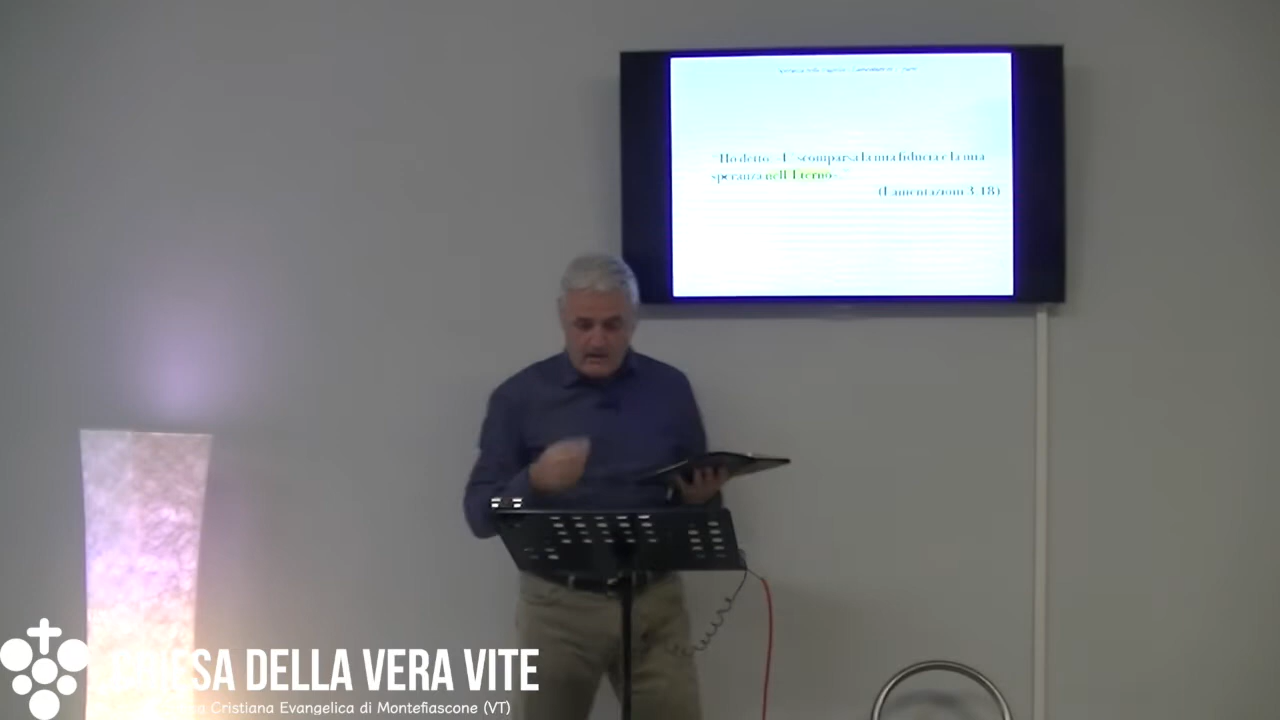 "Ho detto: «È scomparsa la mia fiducia e la mia
speranza nell'Eterno»."
(Lamentazioni 3:18)
CHIESA DELLA VERA VITE
Cristiana Evangelica di Montefiascone (VT)